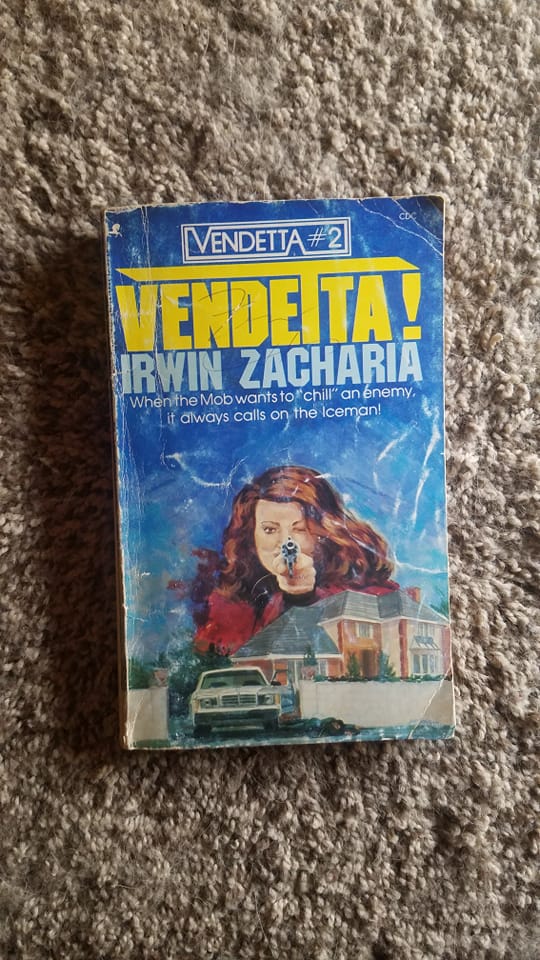 CDC
VENDETTA #2
VENDETTA!
IRWIN ZACHARIA
When the Mob wants to "chill" an enemy,
it always calls on the Iceman!